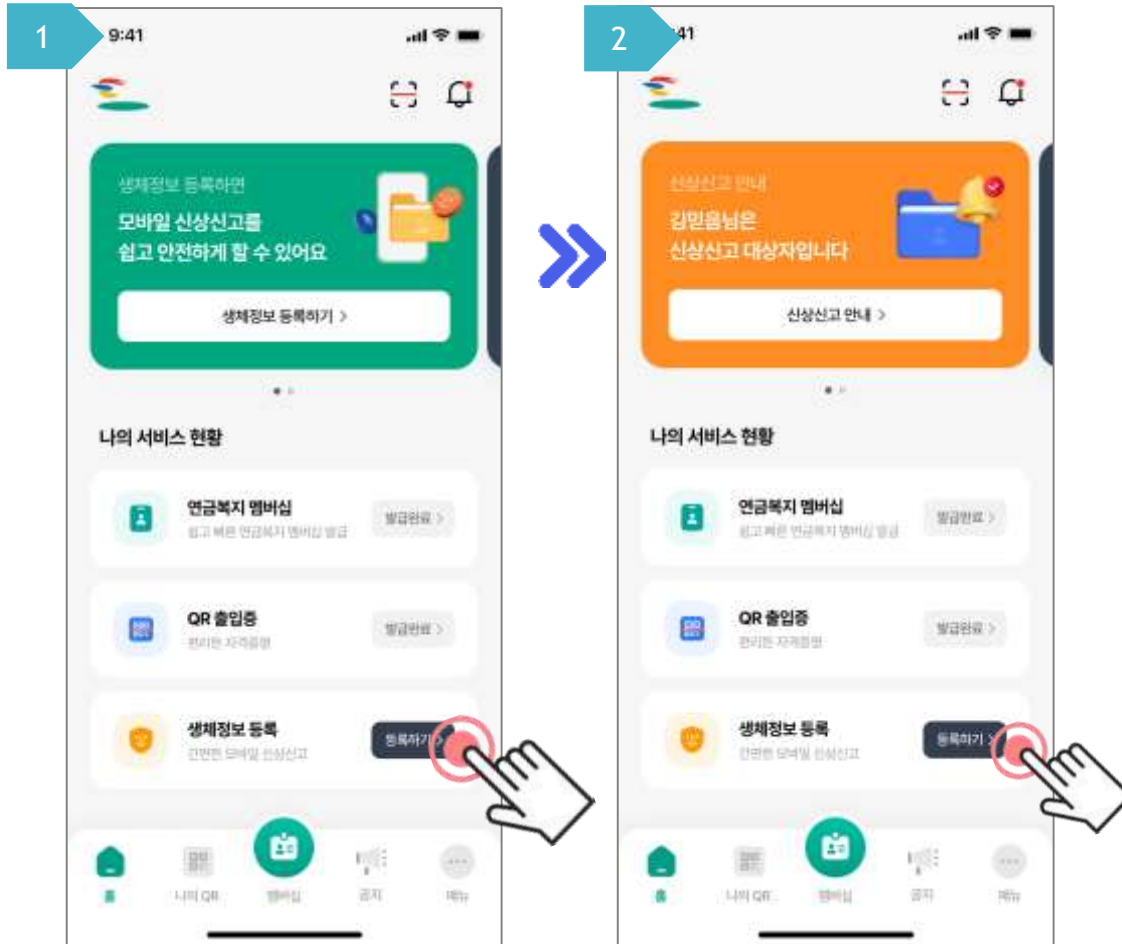 1
9:41
생체정보 등록하면
모바일 신상신고를
쉽고 안전하게 할 수 있어요
생체정보 등록하기 >
나의 서비스 현황
연금복지 멤버십
쉽고 빠른 연금복지 멤버십 발급
발급완료 >
QR 출입증
편리한 자격증명
발급완료 >
생체정보 등록
간편한 모바일 신상신고
등록하기 >
홈
나의 QR
멤버십
공지
메뉴
2
41
신상신고 안내
김믿음님은
신상신고 대상자입니다
신상신고 안내 >
나의 서비스 현황
연금복지 멤버십
쉽고 빠른 연금복지 멤버십 발급
발급완료 >
QR 출입증
편리한 자격증명
발급완료 >
생체정보 등록
간편한 모바일 신상신고
등록하기 >
홈
나의 QR
멤버십
공지
메뉴